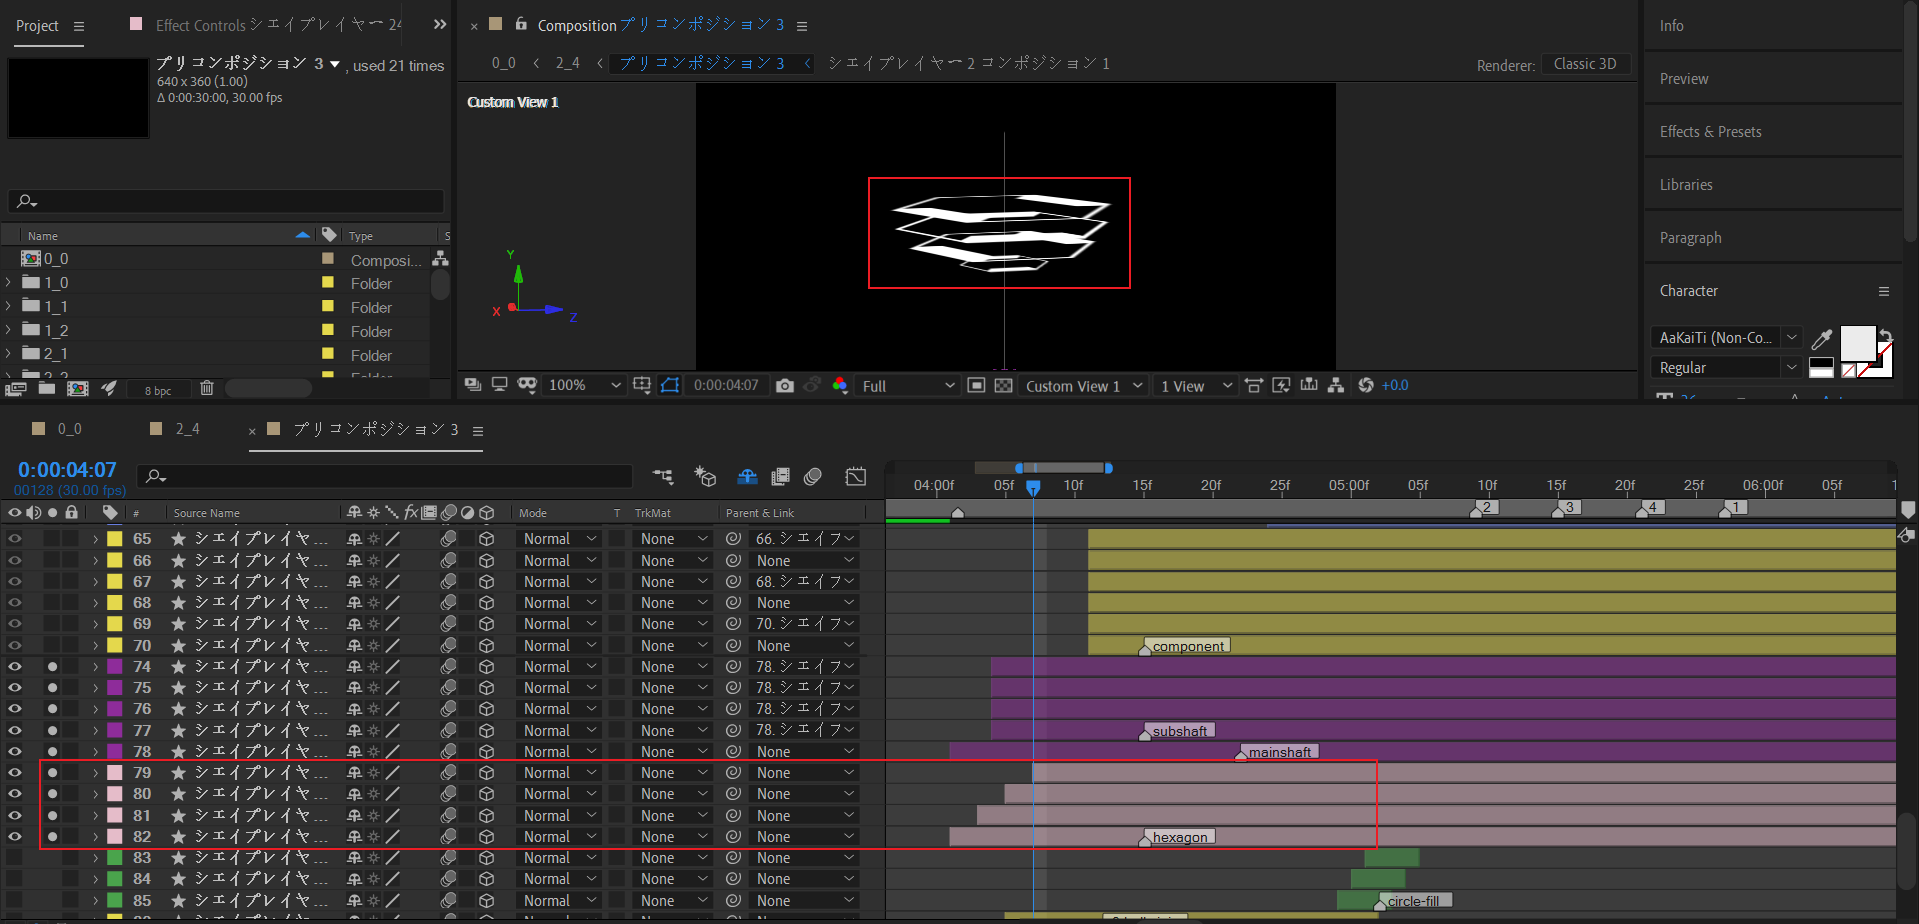 Project
Effect Controls シェイプレイヤー 24
プリコンポジション 3 , used 21 times
640 x 360 (1.00)
Δ 0:00:30:00, 30.00 fps
Name
Type
S
0_0
Composi...
1_0
Folder
1_1
Folder
1_2
Folder
2_1
Folder
8 bpc
Composition プリコンポジション 3
0_0
2_4
プリコンポジション 3
シェイプレイヤー 2 コンポジション 1
Renderer:
Classic 3D
Custom View 1
Y
X
Z
100%
0:00:04:07
Full
Custom View 1
1 View
+0.0
Info
Preview
Effects & Presets
Libraries
Paragraph
Character
AaKaiTi (Non-Co...
Regular
0_0
2_4
プリコンポジション 3
0:00:04:07
00128 (30.00 fps)
04:00f 05f 10f 15f 20f 25f 05:00f 05f 10f 15f 20f 25f 06:00f 05f
# Source Name fx Mode T TrkMat Parent & Link
2 3 4 1
65 シェイプレイヤ... Normal None 66. シェイプ
66 シェイプレイヤ... Normal None None
67 シェイプレイヤ... Normal None 68. シェイプ
68 シェイプレイヤ... Normal None None
69 シェイプレイヤ... Normal None 70. シェイプ
70 シェイプレイヤ... Normal None None component
74 シェイプレイヤ... Normal None 78. シェイプ
75 シェイプレイヤ... Normal None 78. シェイプ
76 シェイプレイヤ... Normal None 78. シェイプ
77 シェイプレイヤ... Normal None 78. シェイプ subshaft
78 シェイプレイヤ... Normal None None mainshaft
79 シェイプレイヤ... Normal None None
80 シェイプレイヤ... Normal None None
81 シェイプレイヤ... Normal None None
82 シェイプレイヤ... Normal None None hexagon
83 シェイプレイヤ... Normal None None
84 シェイプレイヤ... Normal None None
85 シェイプレイヤ... Normal None None circle-fill